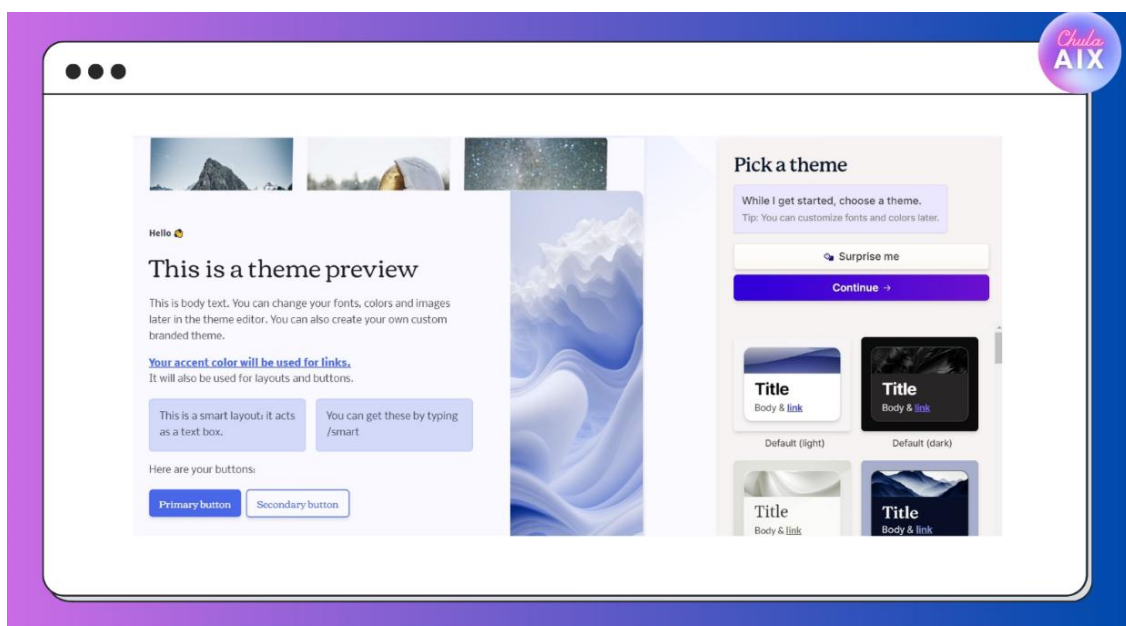 Chula
AIX
Hello
This is a theme preview
This is body text. You can change your fonts, colors and images
later in the theme editor. You can also create your own custom
branded theme.
Your accent color will be used for links.
It will also be used for layouts and buttons.
This is a smart layout: it acts
as a text box.
You can get these by typing
/smart
Here are your buttons:
Primary button
Secondary button
Pick a theme
While I get started, choose a theme.
Tip: You can customize fonts and colors later.
Surprise me
Continue →
Title
Body & link
Default (light)
Title
Body & link
Default (dark)
Title
Body & link
Title
Body & link